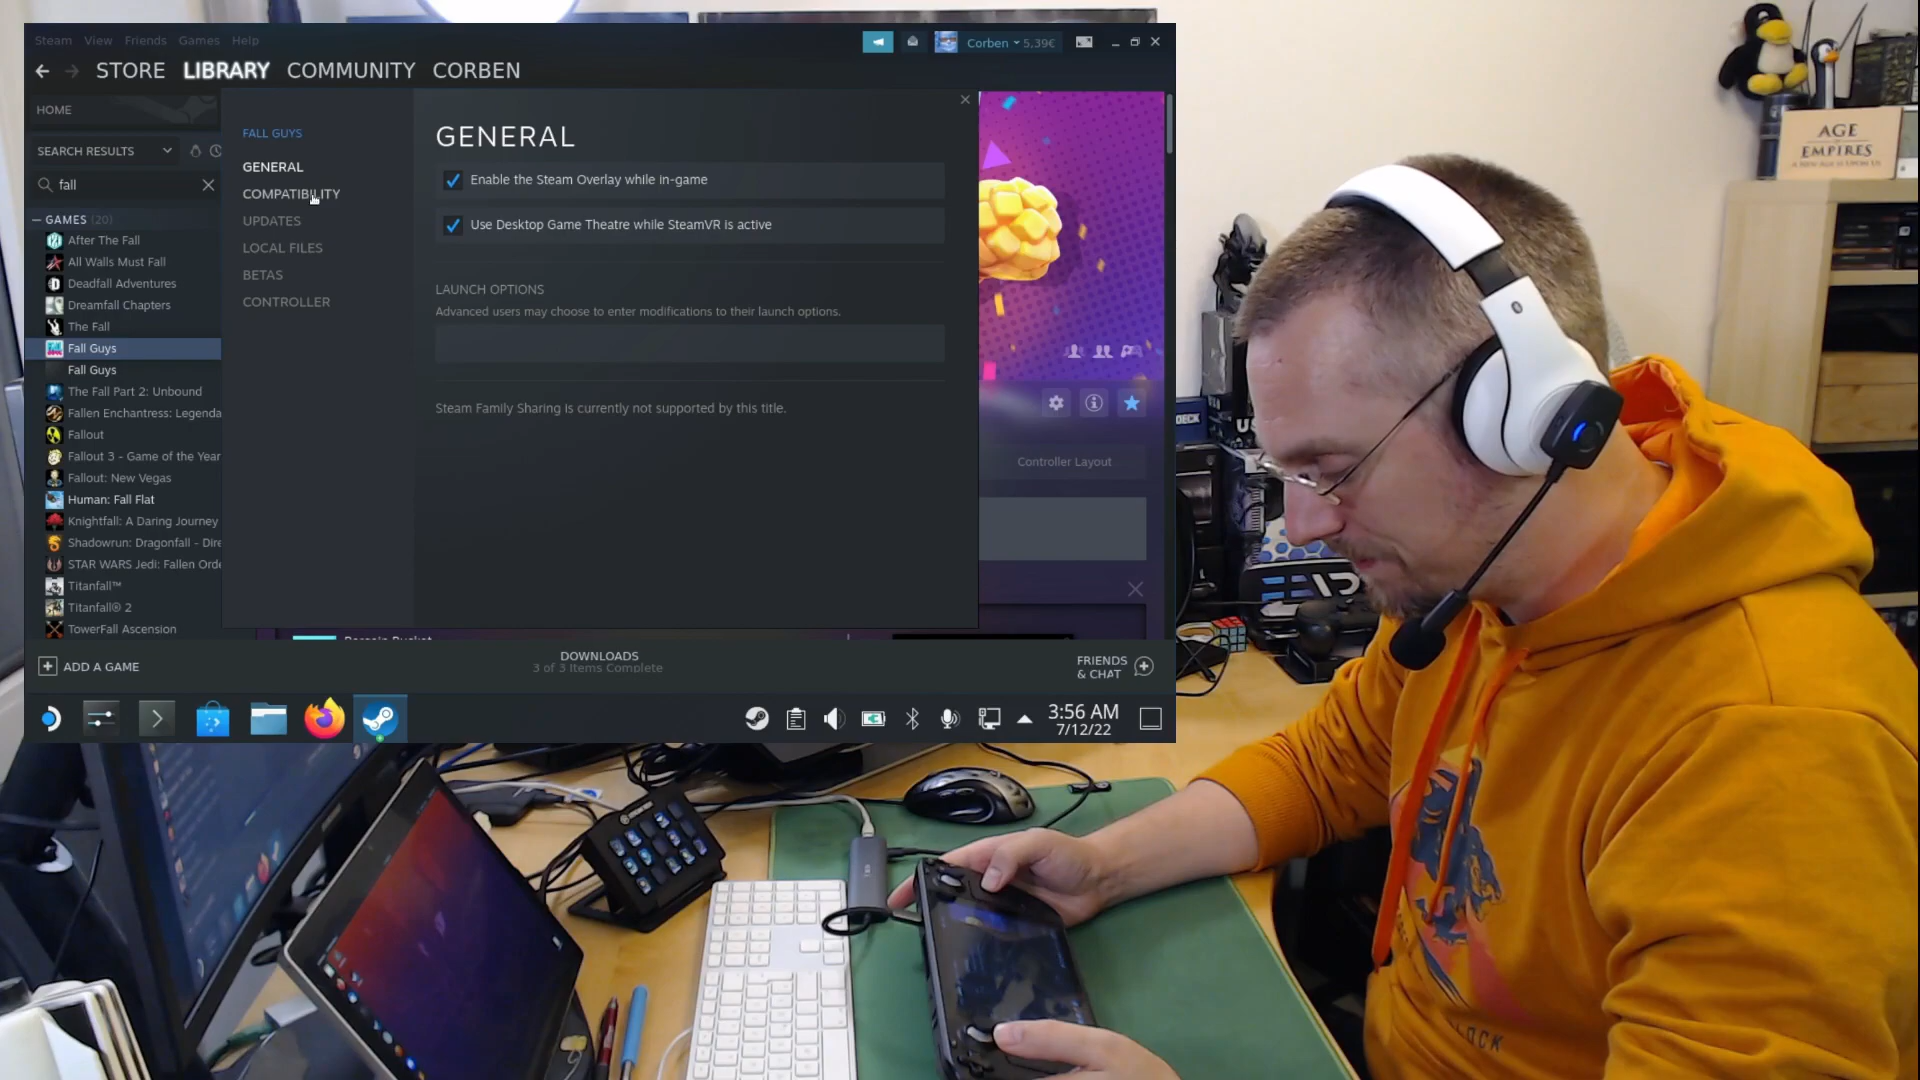 Steam View Friends Games Help
Corben 5,39€
STORE LIBRARY COMMUNITY CORBEN
HOME
SEARCH RESULTS
fall
GAMES (20)
After The Fall
All Walls Must Fall
Deadfall Adventures
Dreamfall Chapters
The Fall
Fall Guys
Fall Guys
The Fall Part 2: Unbound
Fallen Enchantress: Legenda
Fallout
Fallout 3 - Game of the Year
Fallout: New Vegas
Human: Fall Flat
Knightfall: A Daring Journey
Shadowrun: Dragonfall - Dire
STAR WARS Jedi: Fallen Orde
Titanfall™
Titanfall® 2
TowerFall Ascension
FALL GUYS
GENERAL
COMPATIBILITY
UPDATES
LOCAL FILES
BETAS
CONTROLLER
GENERAL
Enable the Steam Overlay while in-game
Use Desktop Game Theatre while SteamVR is active
LAUNCH OPTIONS
Advanced users may choose to enter modifications to their launch options.
Steam Family Sharing is currently not supported by this title.
Controller Layout
Bargain Bucket
ADD A GAME
DOWNLOADS
3 of 3 Items Complete
FRIENDS
& CHAT
3:56 AM
7/12/22
AGE
of
EMPIRES
DECK